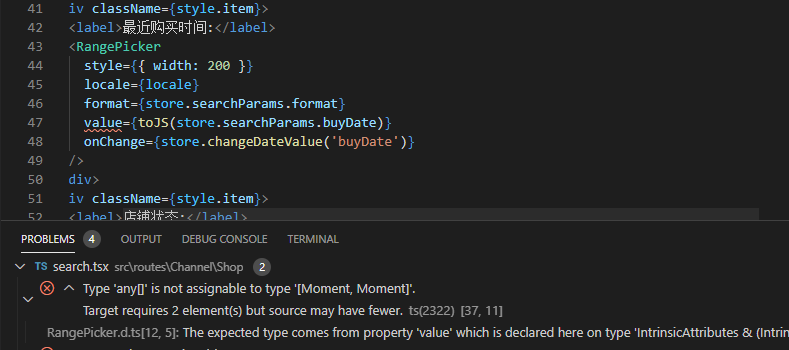 41 iv className={style.item}>
42 <label>最近购买时间:</label>
43 <RangePicker
44 style={{ width: 200 }}
45 locale={locale}
46 format={store.searchParams.format}
47 value={toJS(store.searchParams.buyDate)}
48 onChange={store.changeDateValue('buyDate')}
49 />
50 div>
51 iv className={style.item}>
52 <label>店铺状态:</label>
PROBLEMS 4 OUTPUT DEBUG CONSOLE TERMINAL
TS search.tsx src\routes\Channel\Shop 2
Type 'any[]' is not assignable to type '[Moment, Moment]'.
Target requires 2 element(s) but source may have fewer. ts(2322) [37, 11]
RangePicker.d.ts[12, 5]: The expected type comes from property 'value' which is declared here on type 'IntrinsicAttributes & (Intrin